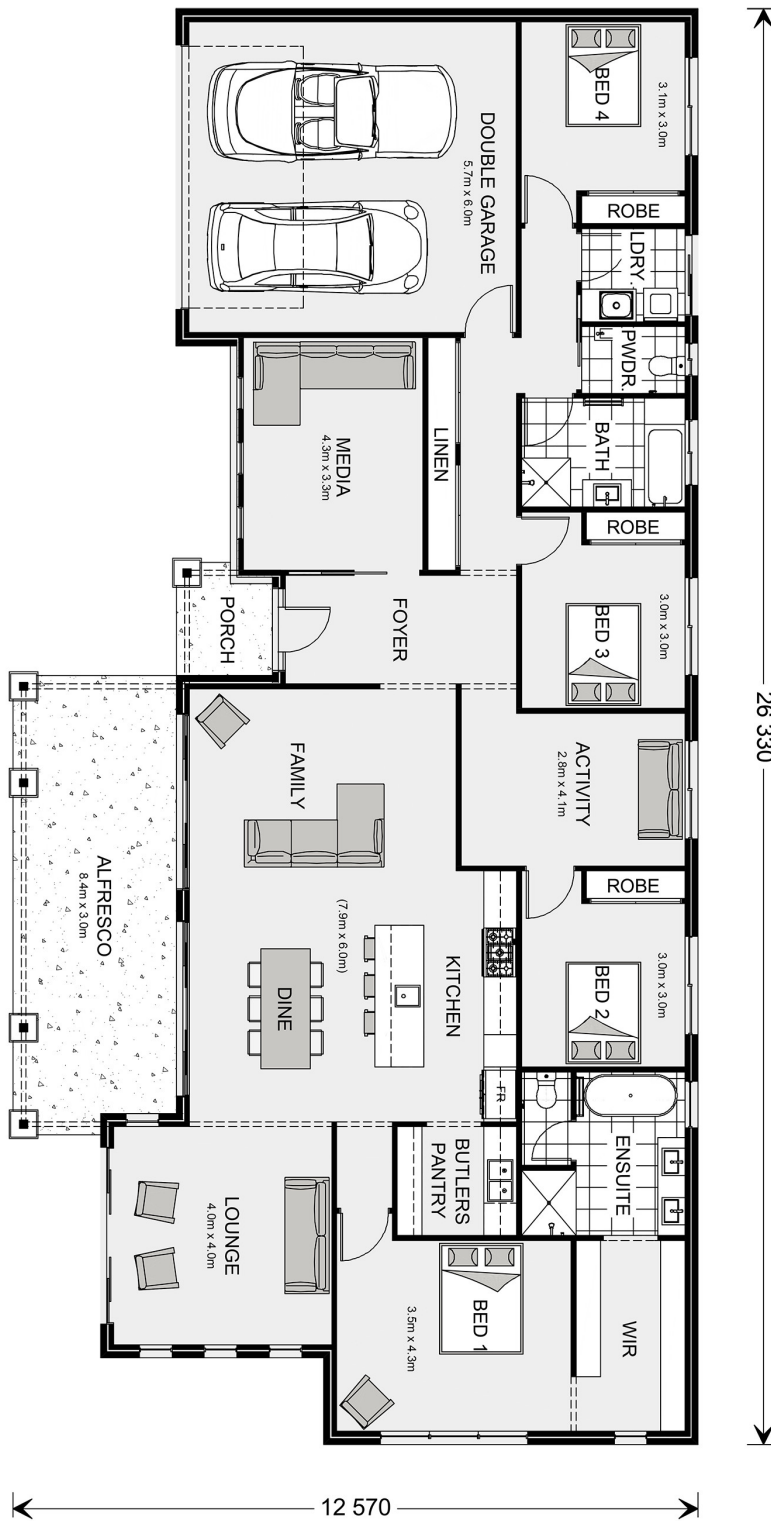 BED 4
3.1m x 3.0m
DOUBLE GARAGE
5.7m x 6.0m
ROBE
LDRY.
PWDR.
BATH
LINEN
MEDIA
4.3m x 3.3m
ROBE
BED 3
3.0m x 3.0m
PORCH
FOYER
FAMILY
ACTIVITY
2.8m x 4.1m
26 330
ROBE
ALFRESCO
8.4m x 3.0m
(7.9m x 6.0m)
KITCHEN
DINE
BED 2
3.0m x 3.0m
FR
BUTLERS
PANTRY
ENSUITE
LOUNGE
4.0m x 4.0m
BED 1
3.5m x 4.3m
WIR
12 570